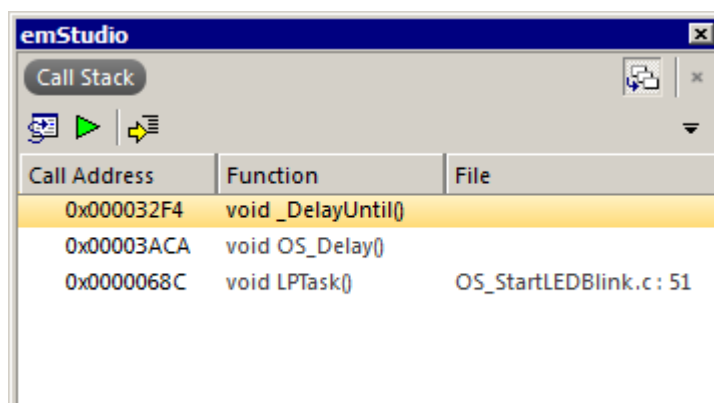 emStudio
Call Stack
Call Address Function File
0x000032F4 void _DelayUntil()
0x00003ACA void OS_Delay()
0x0000068C void LPTask() OS_StartLEDBlink.c: 51